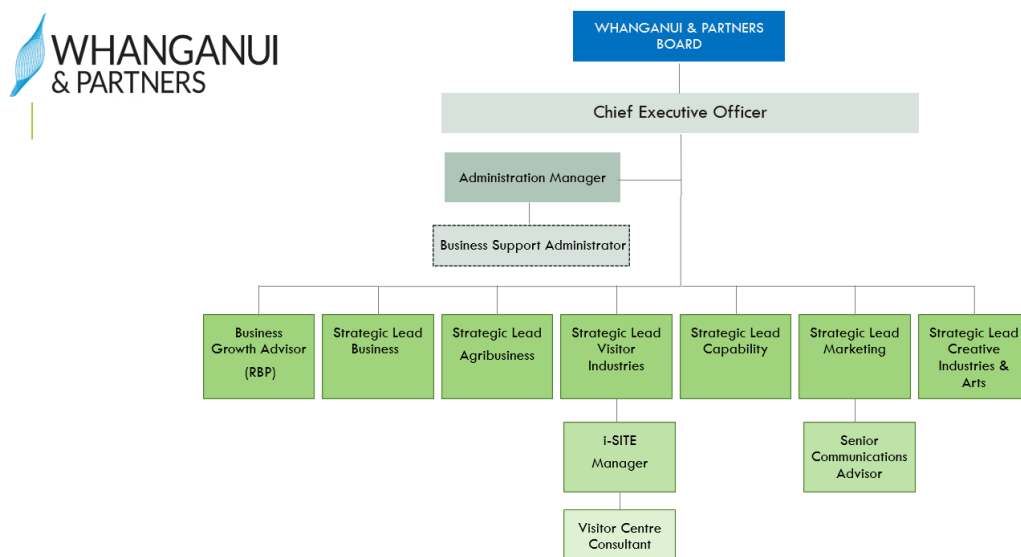 WHANGANUI
& PARTNERS
WHANGANUI & PARTNERS
BOARD
Chief Executive Officer
Administration Manager
Business Support Administrator
Business
Growth Advisor
(RBP)
Strategic Lead
Business
Strategic Lead
Agribusiness
Strategic Lead
Visitor
Industries
Strategic Lead
Capability
Strategic Lead
Marketing
Strategic Lead
Creative
Industries &
Arts
i-SITE
Manager
Senior
Communications
Advisor
Visitor Centre
Consultant